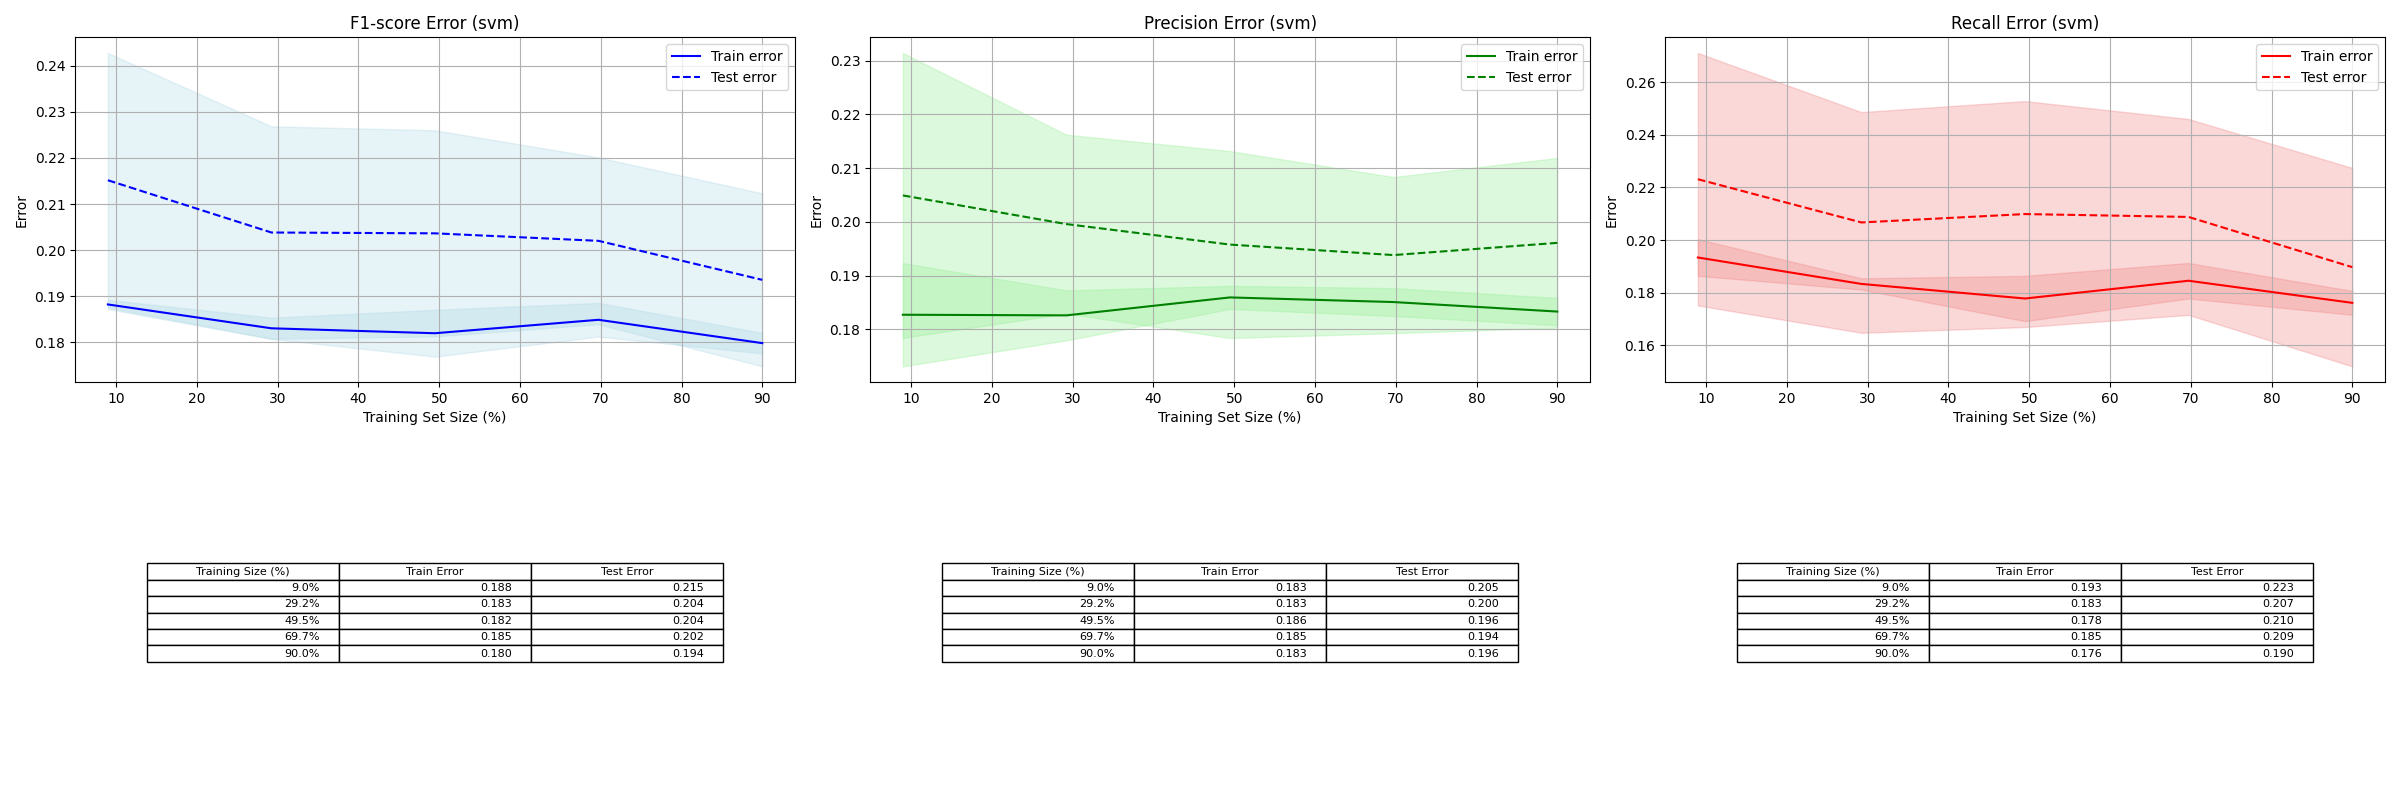 F1-score Error (svm)
Error
0.24
0.23
0.22
0.21
0.20
0.19
0.18
Train error
Test error
10 20 30 40 50 60 70 80 90
Training Set Size (%)
Precision Error (svm)
Error
0.23
0.22
0.21
0.20
0.19
0.18
Train error
Test error
10 20 30 40 50 60 70 80 90
Training Set Size (%)
Recall Error (svm)
Error
0.26
0.24
0.22
0.20
0.18
0.16
Train error
Test error
10 20 30 40 50 60 70 80 90
Training Set Size (%)
Training Size (%) Train Error Test Error
9.0% 0.188 0.215
29.2% 0.183 0.204
49.5% 0.182 0.204
69.7% 0.185 0.202
90.0% 0.180 0.194
Training Size (%) Train Error Test Error
9.0% 0.183 0.205
29.2% 0.183 0.200
49.5% 0.186 0.196
69.7% 0.185 0.194
90.0% 0.183 0.196
Training Size (%) Train Error Test Error
9.0% 0.193 0.223
29.2% 0.183 0.207
49.5% 0.178 0.210
69.7% 0.185 0.209
90.0% 0.176 0.190